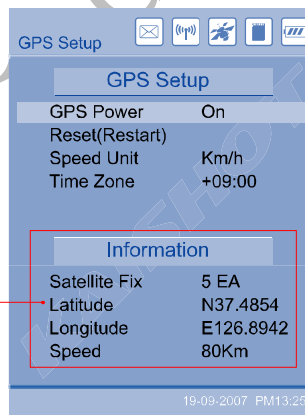 GPS Setup
GPS Setup
GPS Power On
Reset(Restart)
Speed Unit Km/h
Time Zone +09:00
Information
Satellite Fix 5 EA
Latitude N37.4854
Longitude E126.8942
Speed 80Km
19-09-2007 PM13:25